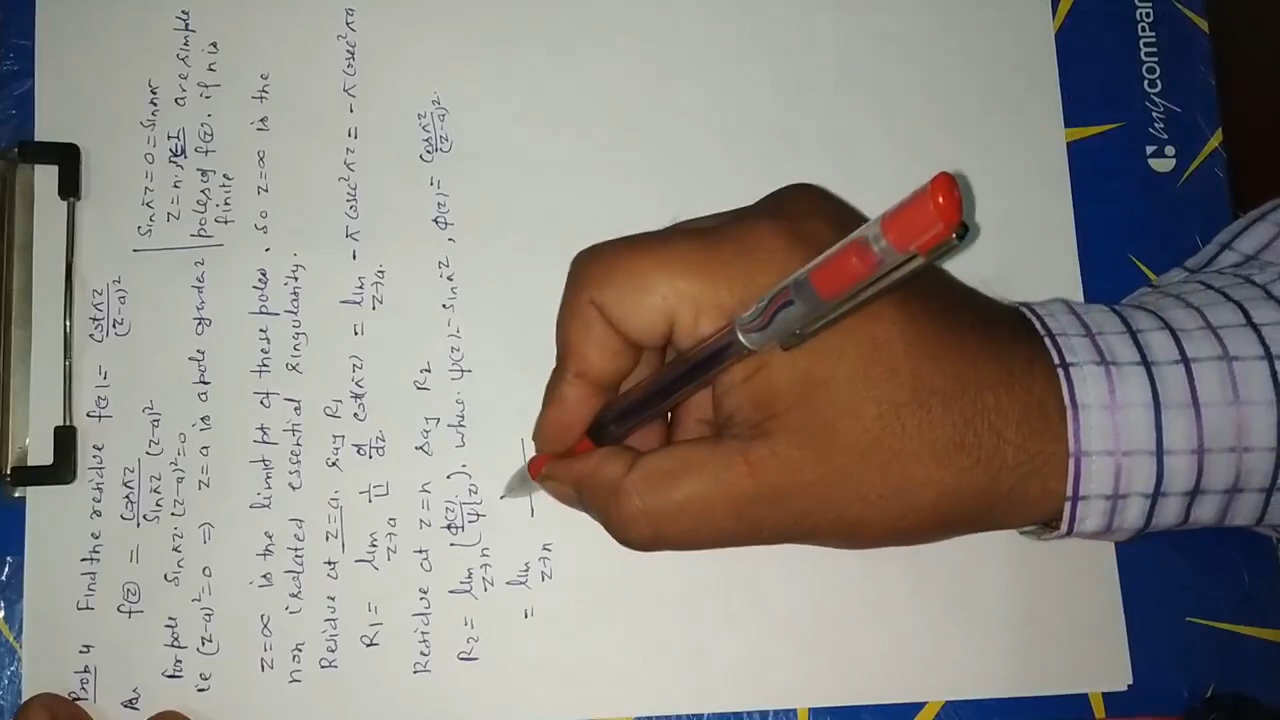 Prob 4 Find the residue f(z) = cotπz / (z-a)²
An f(z) = cosπz / sinπz (z-a)²
for pole sinπz. (z-a)² = 0
ie (z-a)² = 0 ⇒ z=a is a pole of order 2
sinπz = 0 = sin nπ
z = n, n∈I are simple
poles of f(z). if n is
finite
z=∞ is the limit pt of these poles, so z=∞ is the
non isolated essential singularity.
Residue at z=a. say R₁
R₁ = lim z→a 1/⌊1 d/dz cot(πz) = lim z→a. -π cosec²πz = -π cosec²πa
Residue at z=n say R₂
R₂ = lim z→n (φ(z)/ψ'(z)), where ψ(z) = sinπz, φ(z) = cosπz / (z-a)².
= lim z→n
mycompan